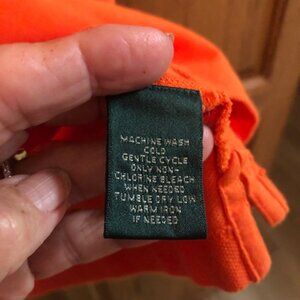 MACHINE WASH
COLD
GENTLE CYCLE
ONLY NON-
CHLORINE BLEACH
WHEN NEEDED
TUMBLE DRY LOW
WARM IRON
IF NEEDED